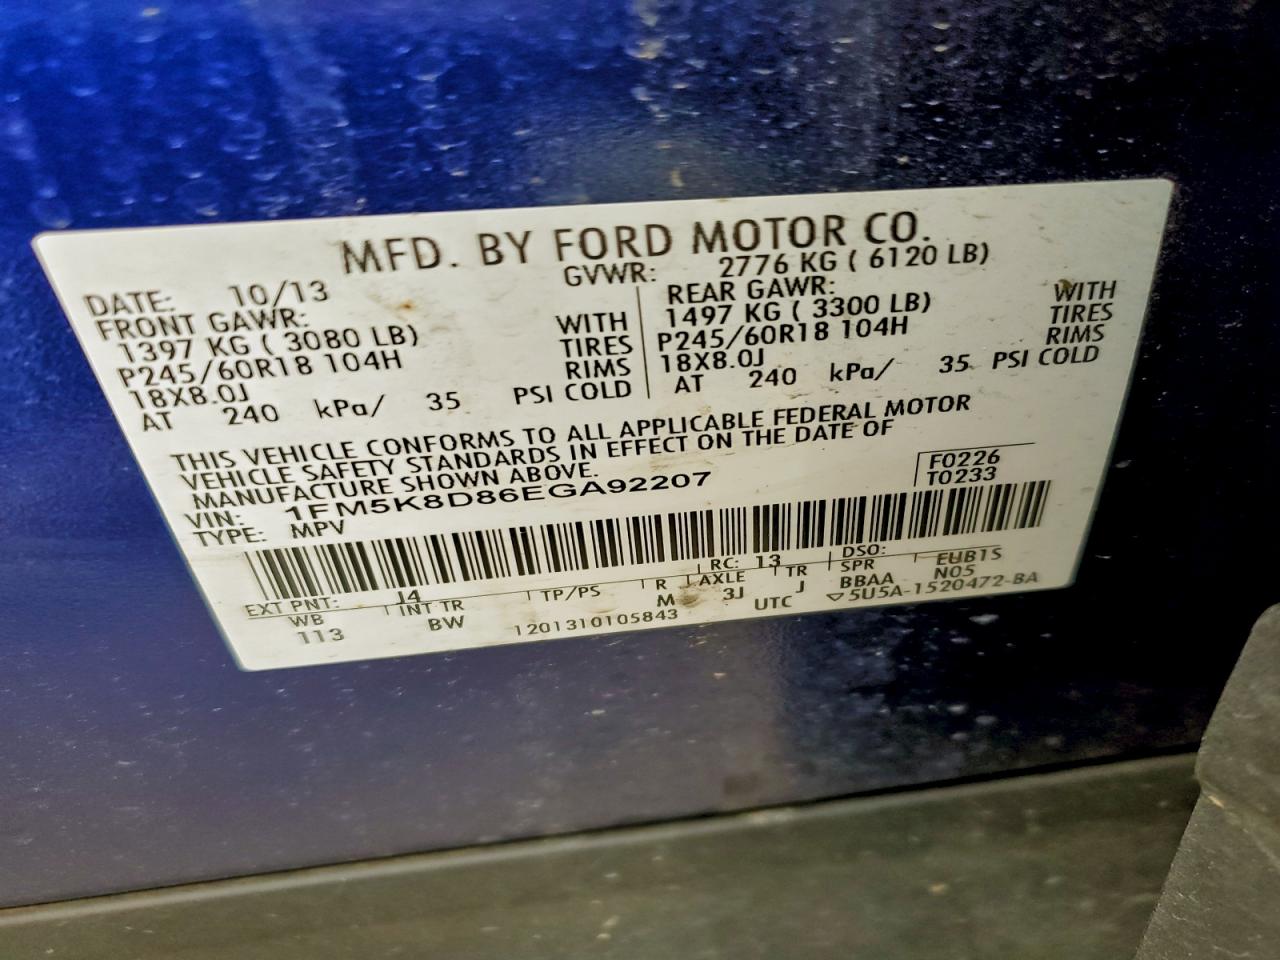 MFD. BY FORD MOTOR CO.
DATE: 10/13 GVWR: 2776 KG ( 6120 LB)
FRONT GAWR: REAR GAWR:
1397 KG ( 3080 LB) WITH 1497 KG ( 3300 LB) WITH
P245/60R18 104H TIRES P245/60R18 104H TIRES
18X8.0J RIMS 18X8.0J RIMS
AT 240 kPa/ 35 PSI COLD AT 240 kPa/ 35 PSI COLD
THIS VEHICLE CONFORMS TO ALL APPLICABLE FEDERAL MOTOR
VEHICLE SAFETY STANDARDS IN EFFECT ON THE DATE OF
MANUFACTURE SHOWN ABOVE.
F0226
VIN: 1FM5K8D86EGA92207 T0233
TYPE: MPV
EXT PNT: J4 RC: 13 DSO:
WB INT TR TP/PS R AXLE TR SPR EUB1S
113 BW M 3J J BBAA N05
1201310105843 UTC ▽5U5A-1520472-BA